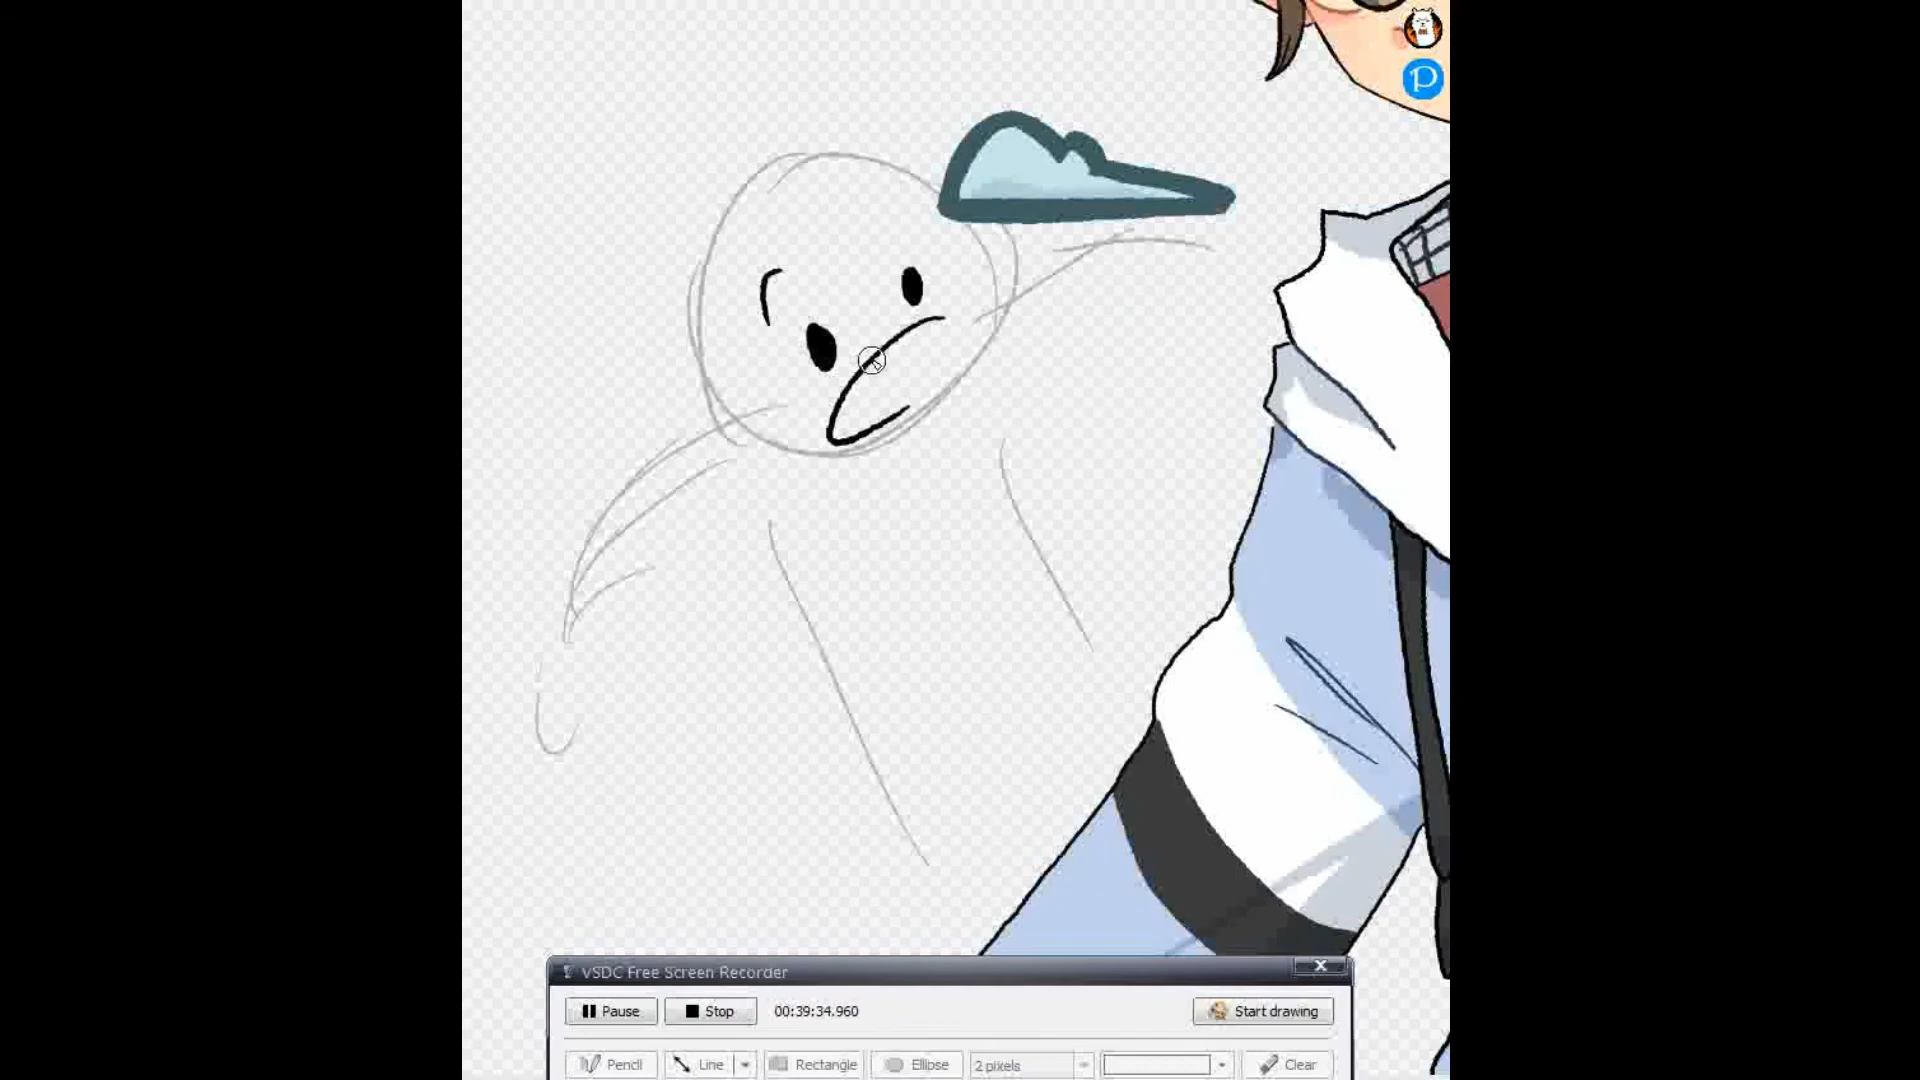 P
VSDC Free Screen Recorder
Pause Stop 00:39:34.960 Start drawing
Pencil Line Rectangle Ellipse 2 pixels Clear